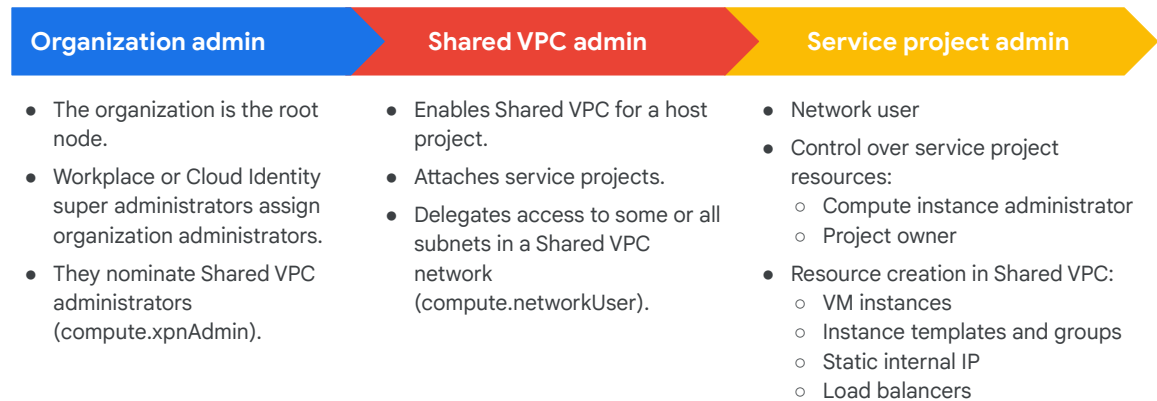 Organization admin
Shared VPC admin
Service project admin
● The organization is the root
node.
● Workplace or Cloud Identity
super administrators assign
organization administrators.
● They nominate Shared VPC
administrators
(compute.xpnAdmin).
● Enables Shared VPC for a host
project.
● Attaches service projects.
● Delegates access to some or all
subnets in a Shared VPC
network
(compute.networkUser).
● Network user
● Control over service project
resources:
○ Compute instance administrator
○ Project owner
● Resource creation in Shared VPC:
○ VM instances
○ Instance templates and groups
○ Static internal IP
○ Load balancers